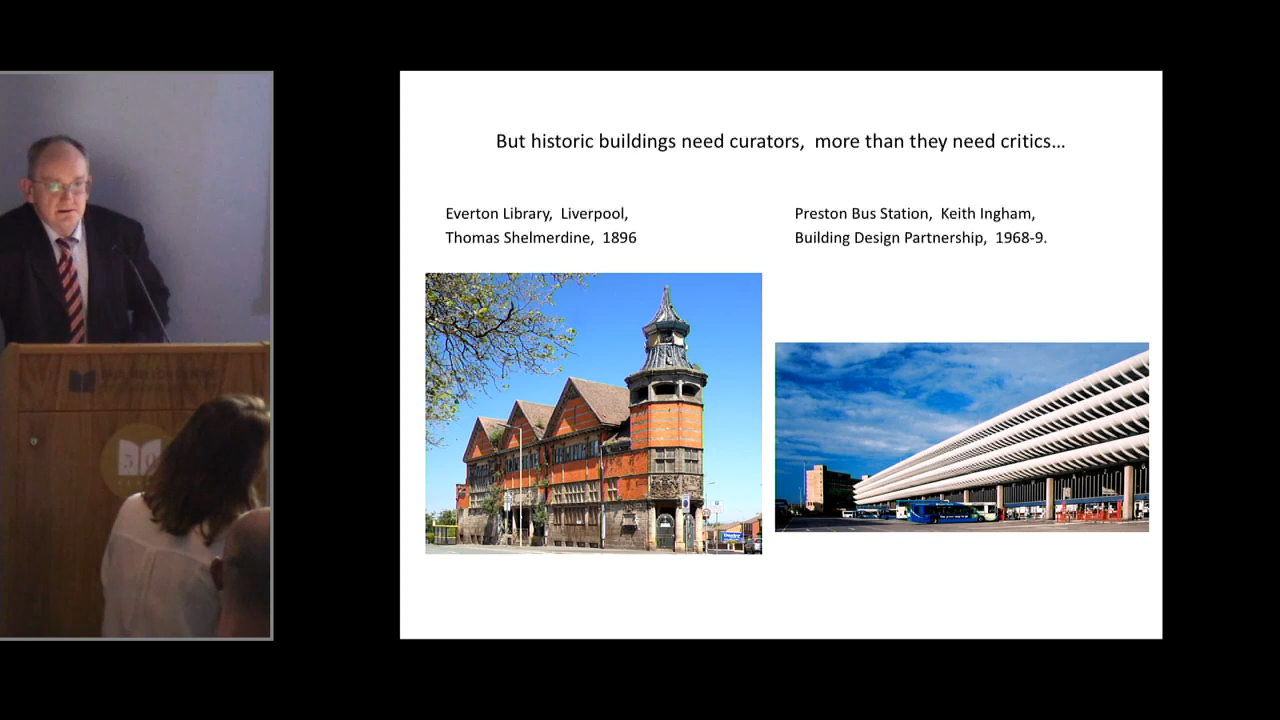 But historic buildings need curators,  more than they need critics…
Everton Library,  Liverpool,
Thomas Shelmerdine,  1896
Preston Bus Station,  Keith Ingham,
Building Design Partnership,  1968-9.
50